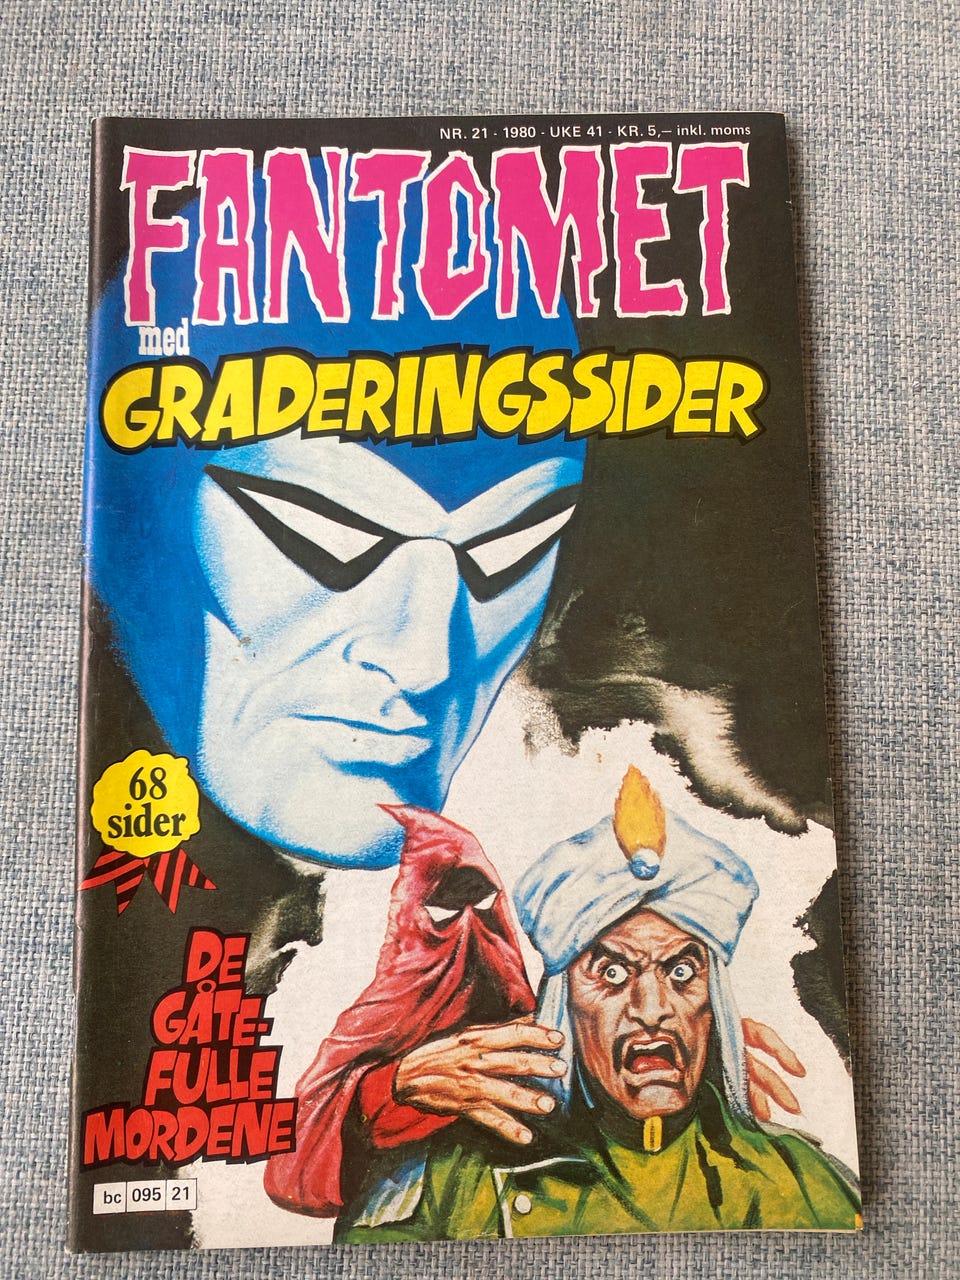 NR. 21 - 1980 - UKE 41 - KR. 5,– inkl. moms
FANTOMET
med
GRADERINGSSIDER
68
sider
DE
GÅTE-
FULLE
MORDENE
bc 095 21